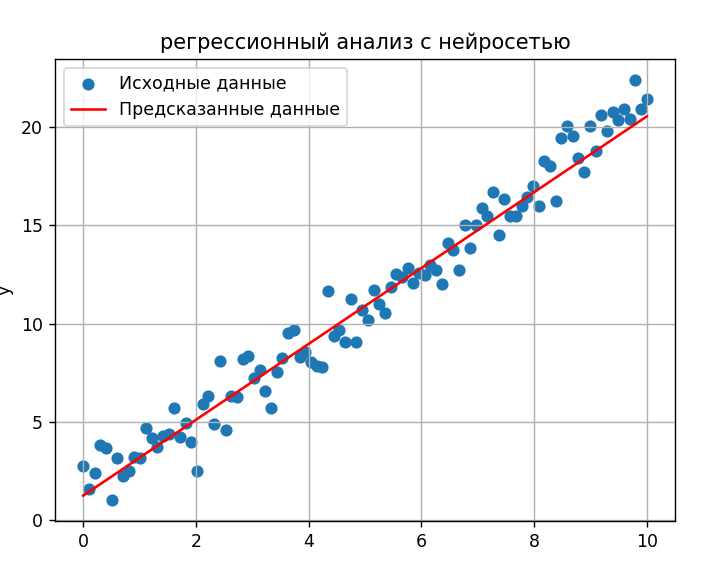 регрессионный анализ с нейросетью
Исходные данные
Предсказанные данные
20
15
10
5
0
y
0 2 4 6 8 10